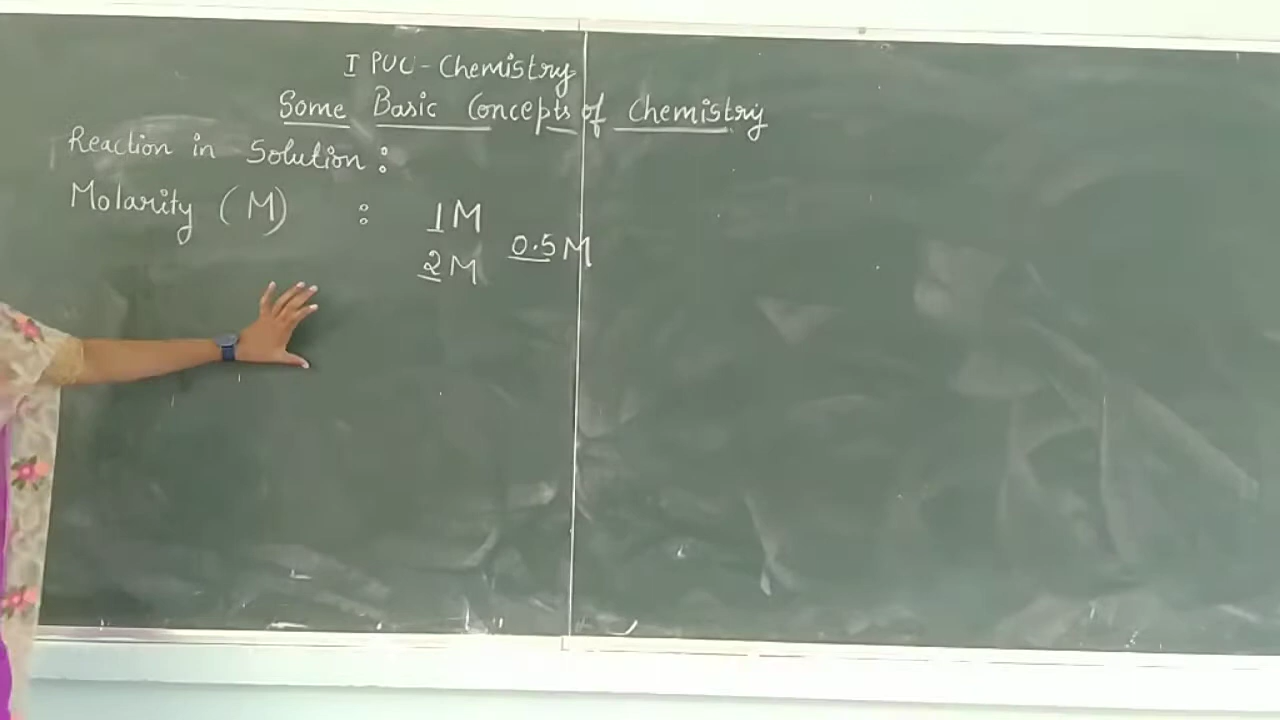 I PUC - Chemistry
Some Basic Concepts of Chemistry
Reaction in Solution :
Molarity (M) : 1M
2M 0.5M